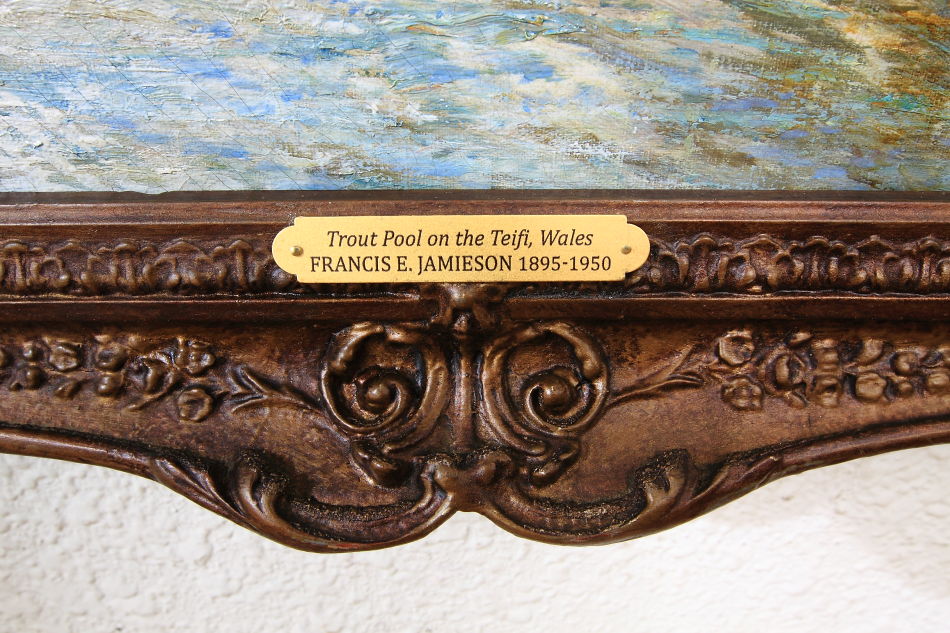 Trout Pool on the Teifi, Wales
FRANCIS E. JAMIESON 1895-1950